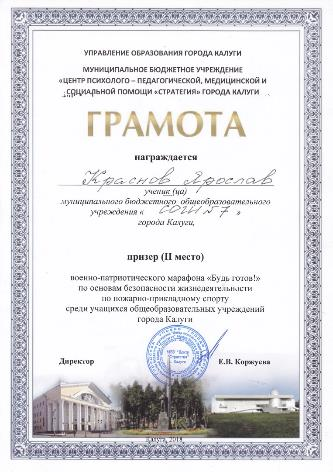 УПРАВЛЕНИЕ ОБРАЗОВАНИЯ ГОРОДА КАЛУГИ
МУНИЦИПАЛЬНОЕ БЮДЖЕТНОЕ УЧРЕЖДЕНИЕ
«ЦЕНТР ПСИХОЛОГО – ПЕДАГОГИЧЕСКОЙ, МЕДИЦИНСКОЙ И
СОЦИАЛЬНОЙ ПОМОЩИ «СТРАТЕГИЯ» ГОРОДА КАЛУГИ
ГРАМОТА
награждается
Краснов Ярослав
ученик (ца)
муниципального бюджетного общеобразовательного
учреждения « СОШ № 7 »
города Калуги,
призер (II место)
военно-патриотического марафона «Будь готов!»
по основам безопасности жизнедеятельности
по пожарно-прикладному спорту
среди учащихся общеобразовательных учреждений
города Калуги
Директор
Е.В. Коржуева
Калуга, 2018